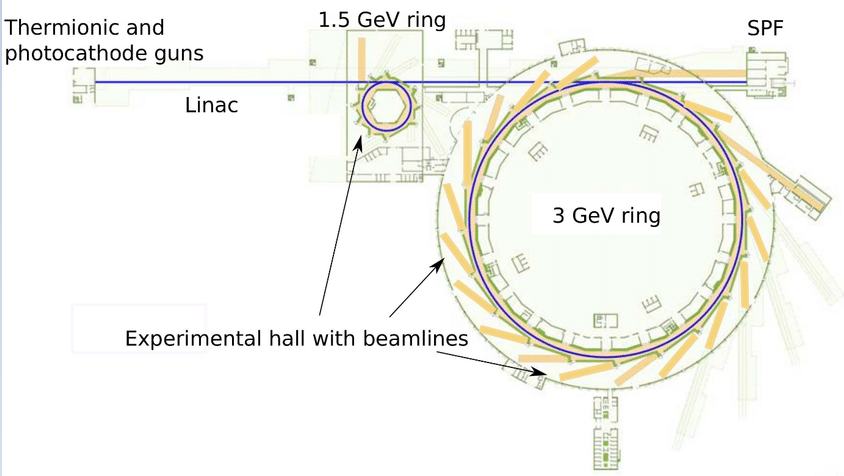 Thermionic and
photocathode guns
1.5 GeV ring
SPF
Linac
3 GeV ring
Experimental hall with beamlines